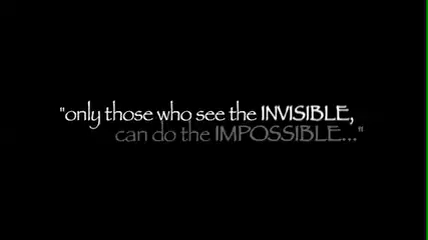 "only those who see the INVISIBLE,
can do the IMPOSSIBLE..."